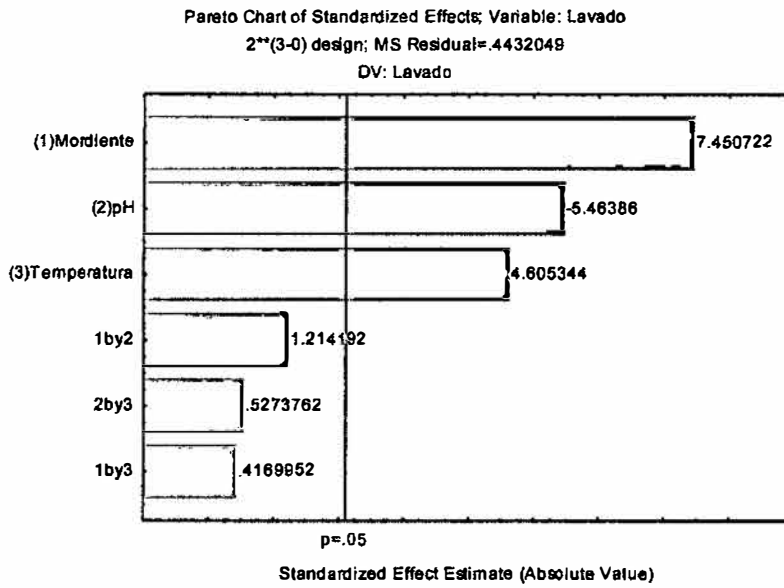 Pareto Chart of Standardized Effects; Variable: Lavado
2**(3-0) design; MS Residual=.4432049
DV: Lavado
(1)Mordiente
7.450722
(2)pH
-5.46386
(3)Temperatura
4.605344
1by2
1.214192
2by3
.5273762
1by3
.4169952
p=.05
Standardized Effect Estimate (Absolute Value)